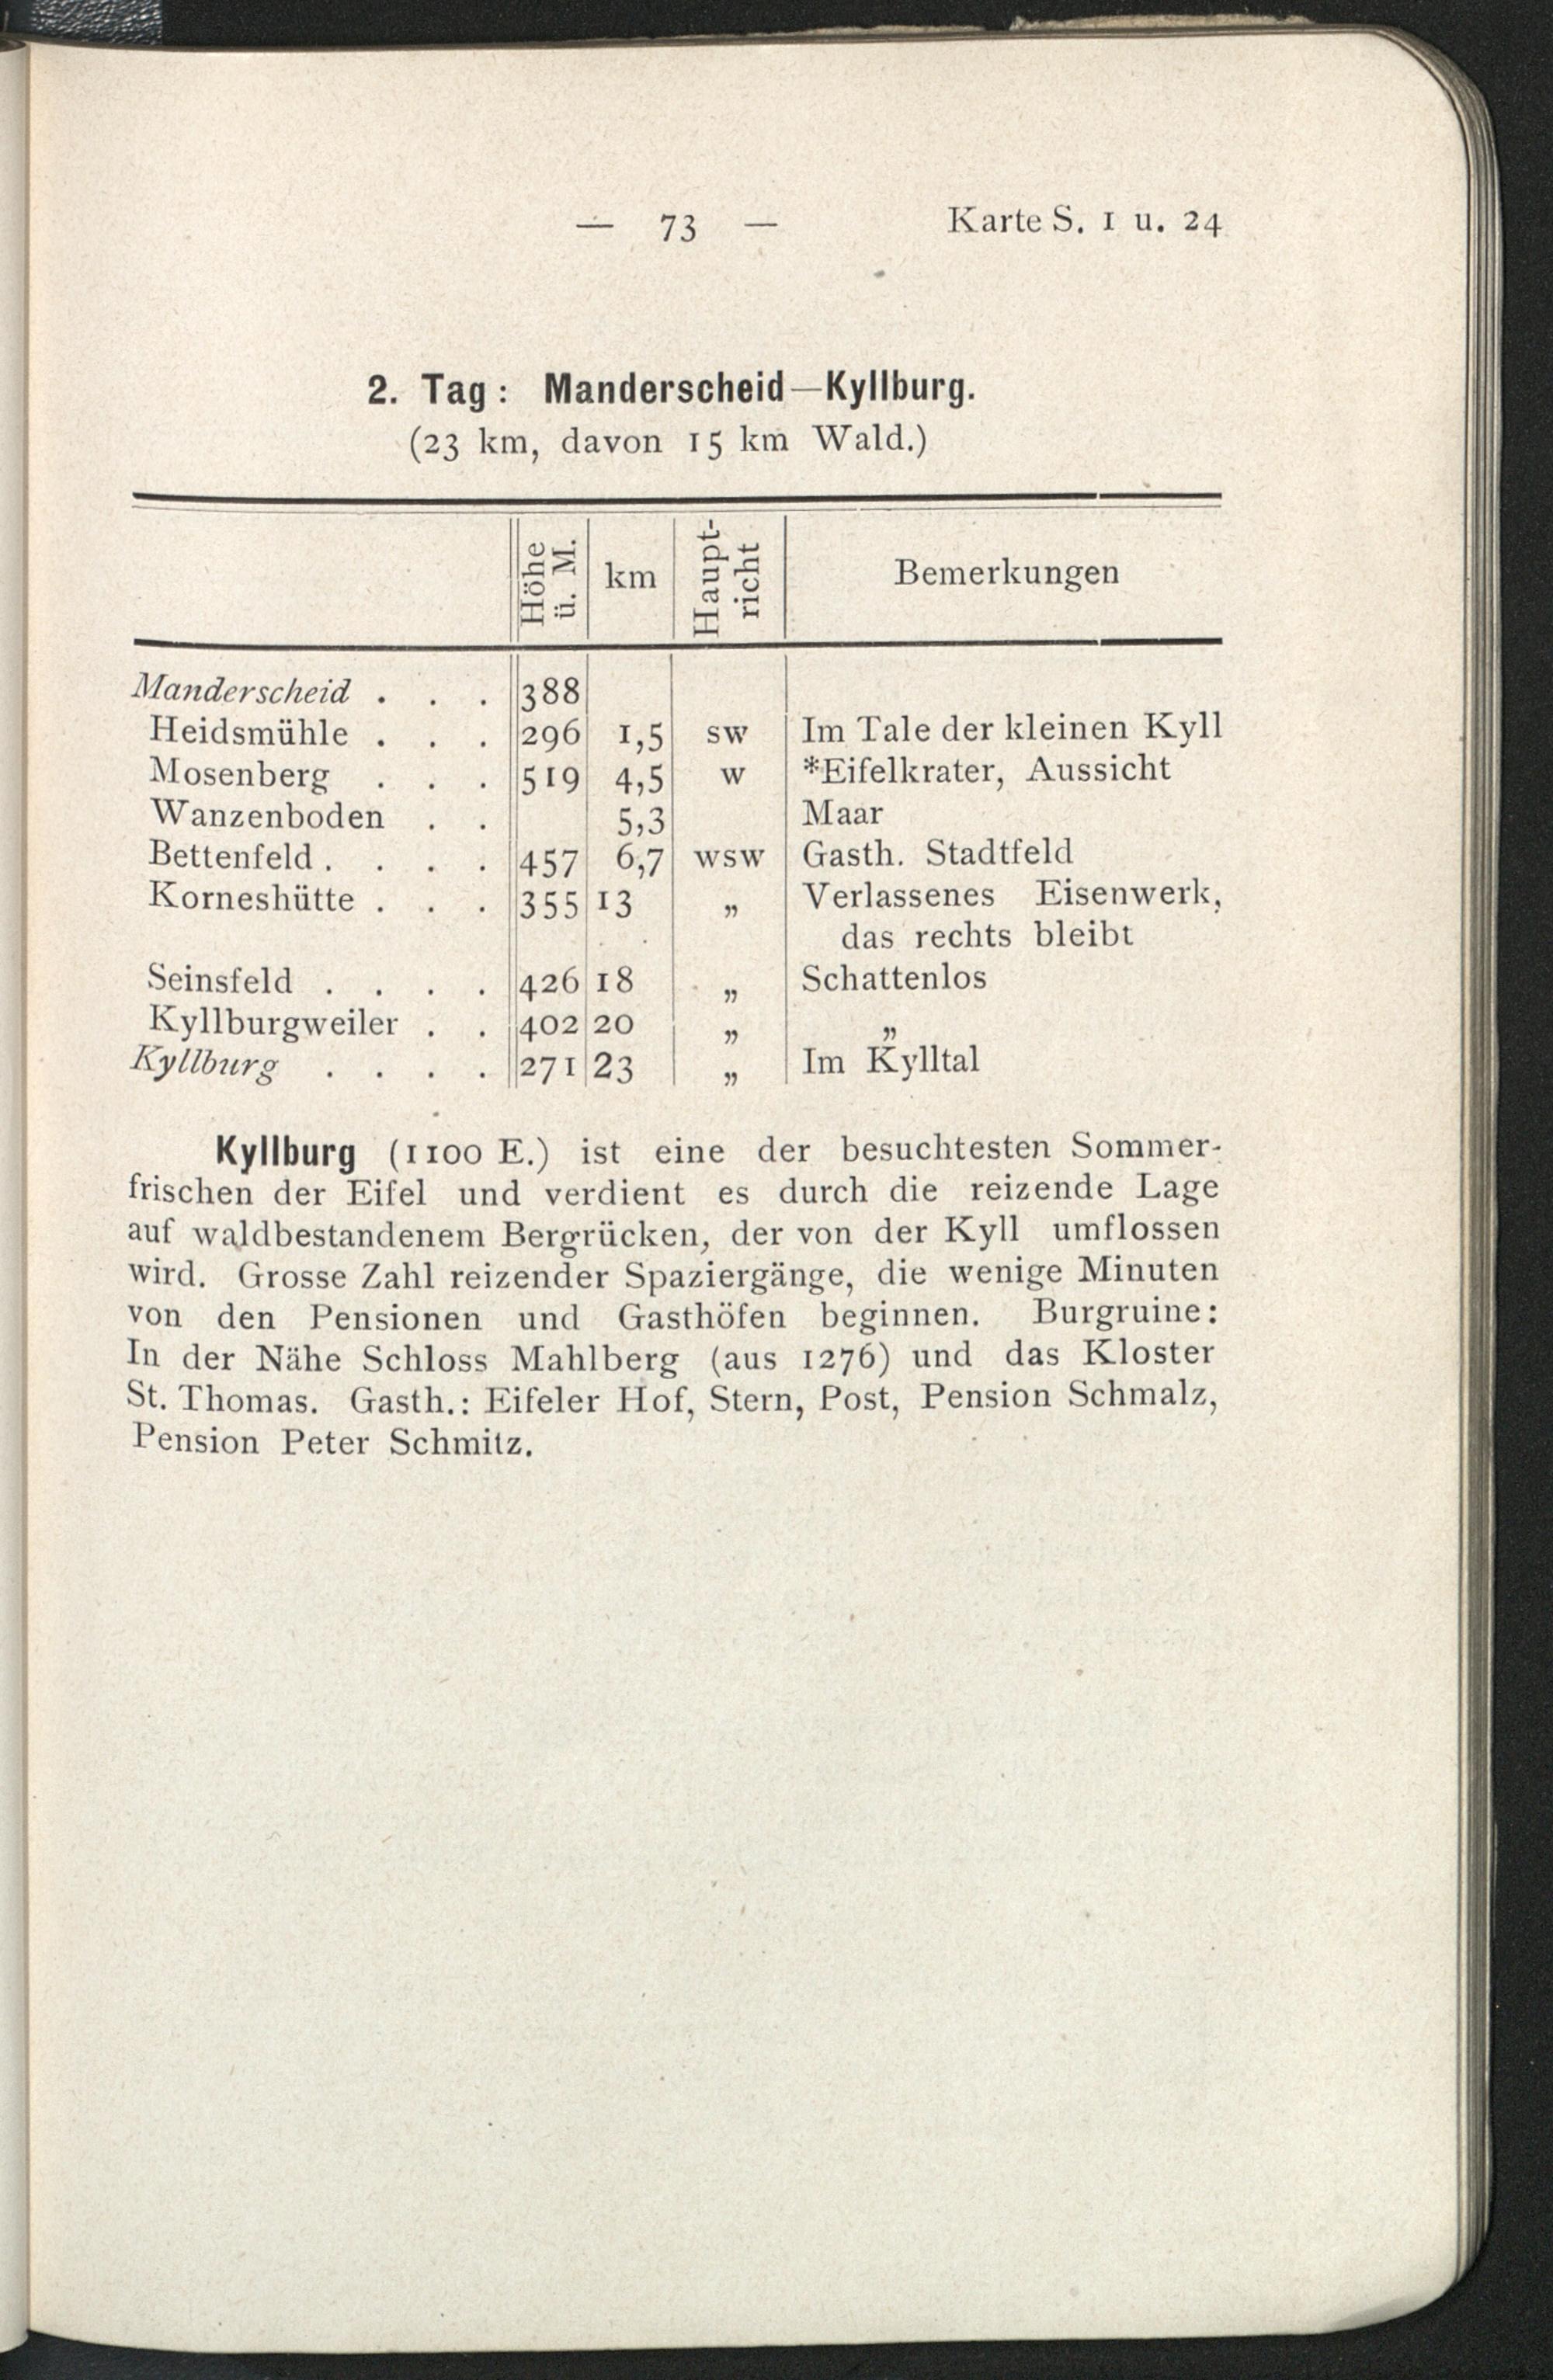 — 73 — Karte S. 1 u. 24
2. Tag: Manderscheid—Kyllburg.
(23 km, davon 15 km Wald.)
Höhe ü. M. km Haupt-richt Bemerkungen
Manderscheid . . . 388
Heidsmühle . . . 296 1,5 SW Im Tale der kleinen Kyll
Mosenberg . . . 519 4,5 W *Eifelkrater, Aussicht
Wanzenboden . . 5,3 Maar
Bettenfeld . . . . 457 6,7 WSW Gasth. Stadtfeld
Korneshütte . . . 355 13 „ Verlassenes Eisenwerk,
das rechts bleibt
Seinsfeld . . . . 426 18 „ Schattenlos
Kyllburgweiler . . 402 20 „ „
Kyllburg . . . . 271 23 „ Im Kylltal
Kyllburg (1100 E.) ist eine der besuchtesten Sommer-
frischen der Eifel und verdient es durch die reizende Lage
auf waldbestandenem Bergrücken, der von der Kyll umflossen
wird. Grosse Zahl reizender Spaziergänge, die wenige Minuten
von den Pensionen und Gasthöfen beginnen. Burgruine:
In der Nähe Schloss Mahlberg (aus 1276) und das Kloster
St. Thomas. Gasth.: Eifeler Hof, Stern, Post, Pension Schmalz,
Pension Peter Schmitz.